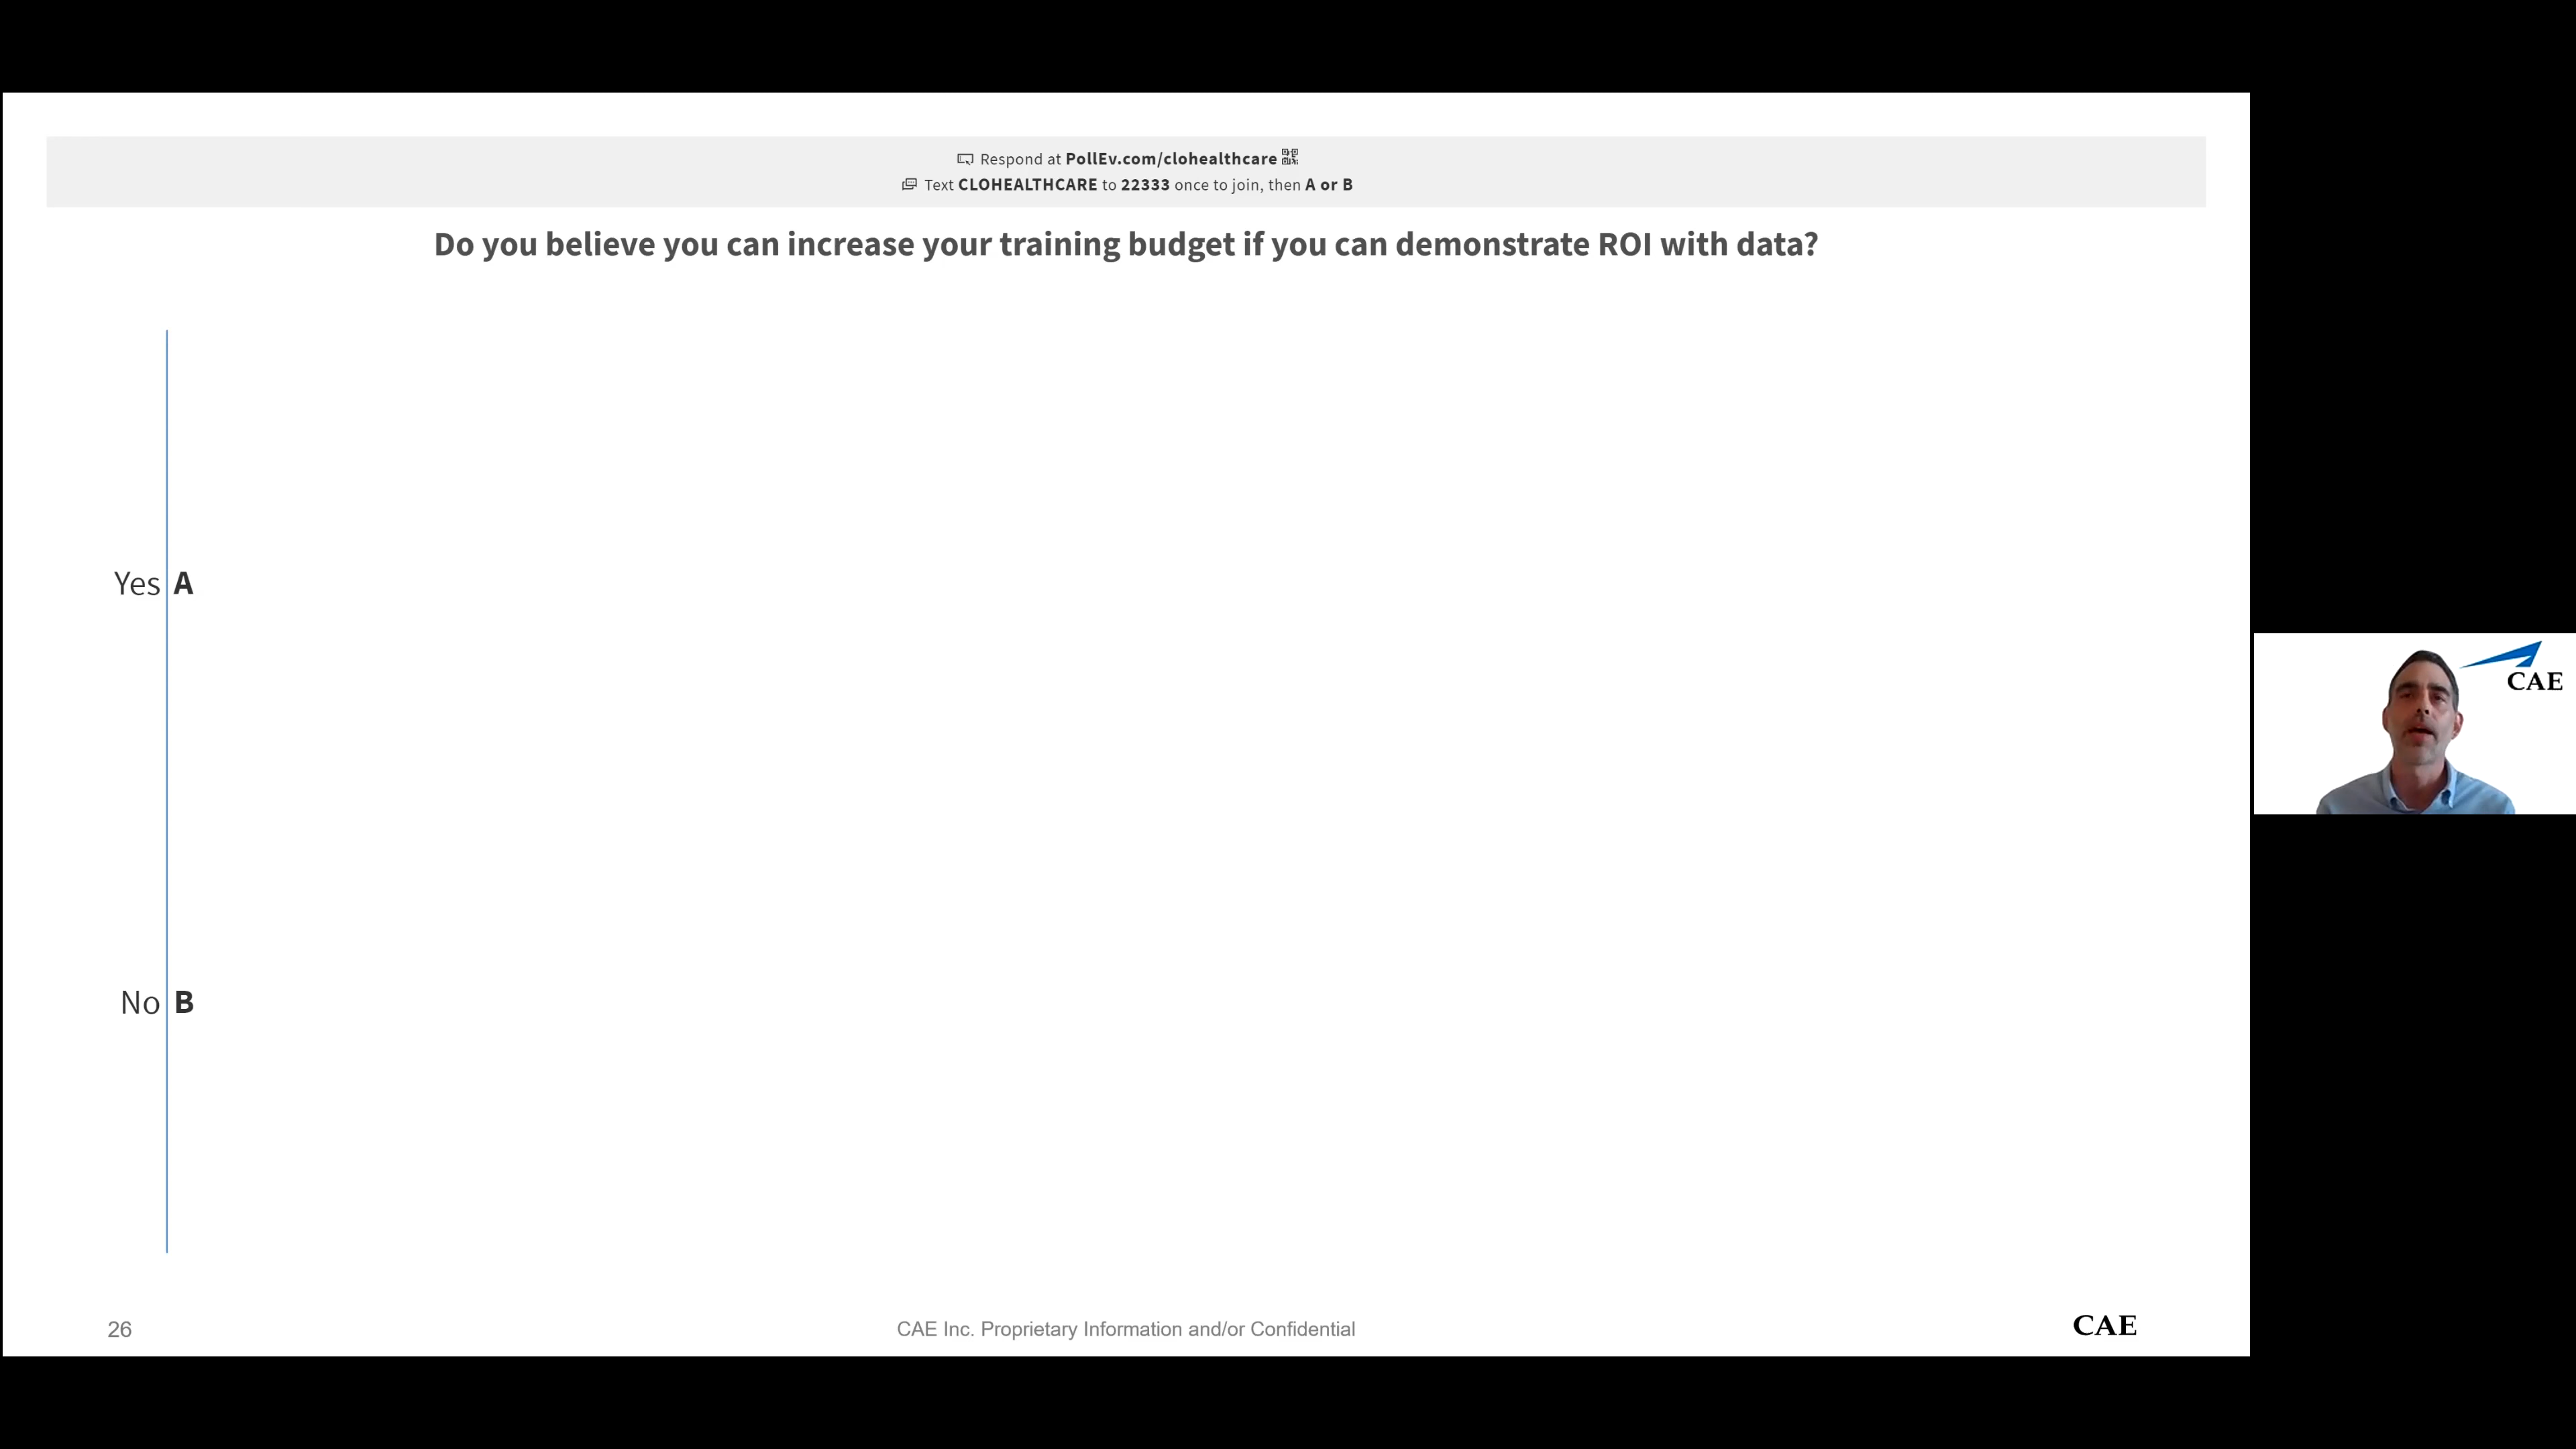 Respond at PollEv.com/clohealthcare
Text CLOHEALTHCARE to 22333 once to join, then A or B
Do you believe you can increase your training budget if you can demonstrate ROI with data?
Yes A
CAE
No B
26
CAE Inc. Proprietary Information and/or Confidential
CAE